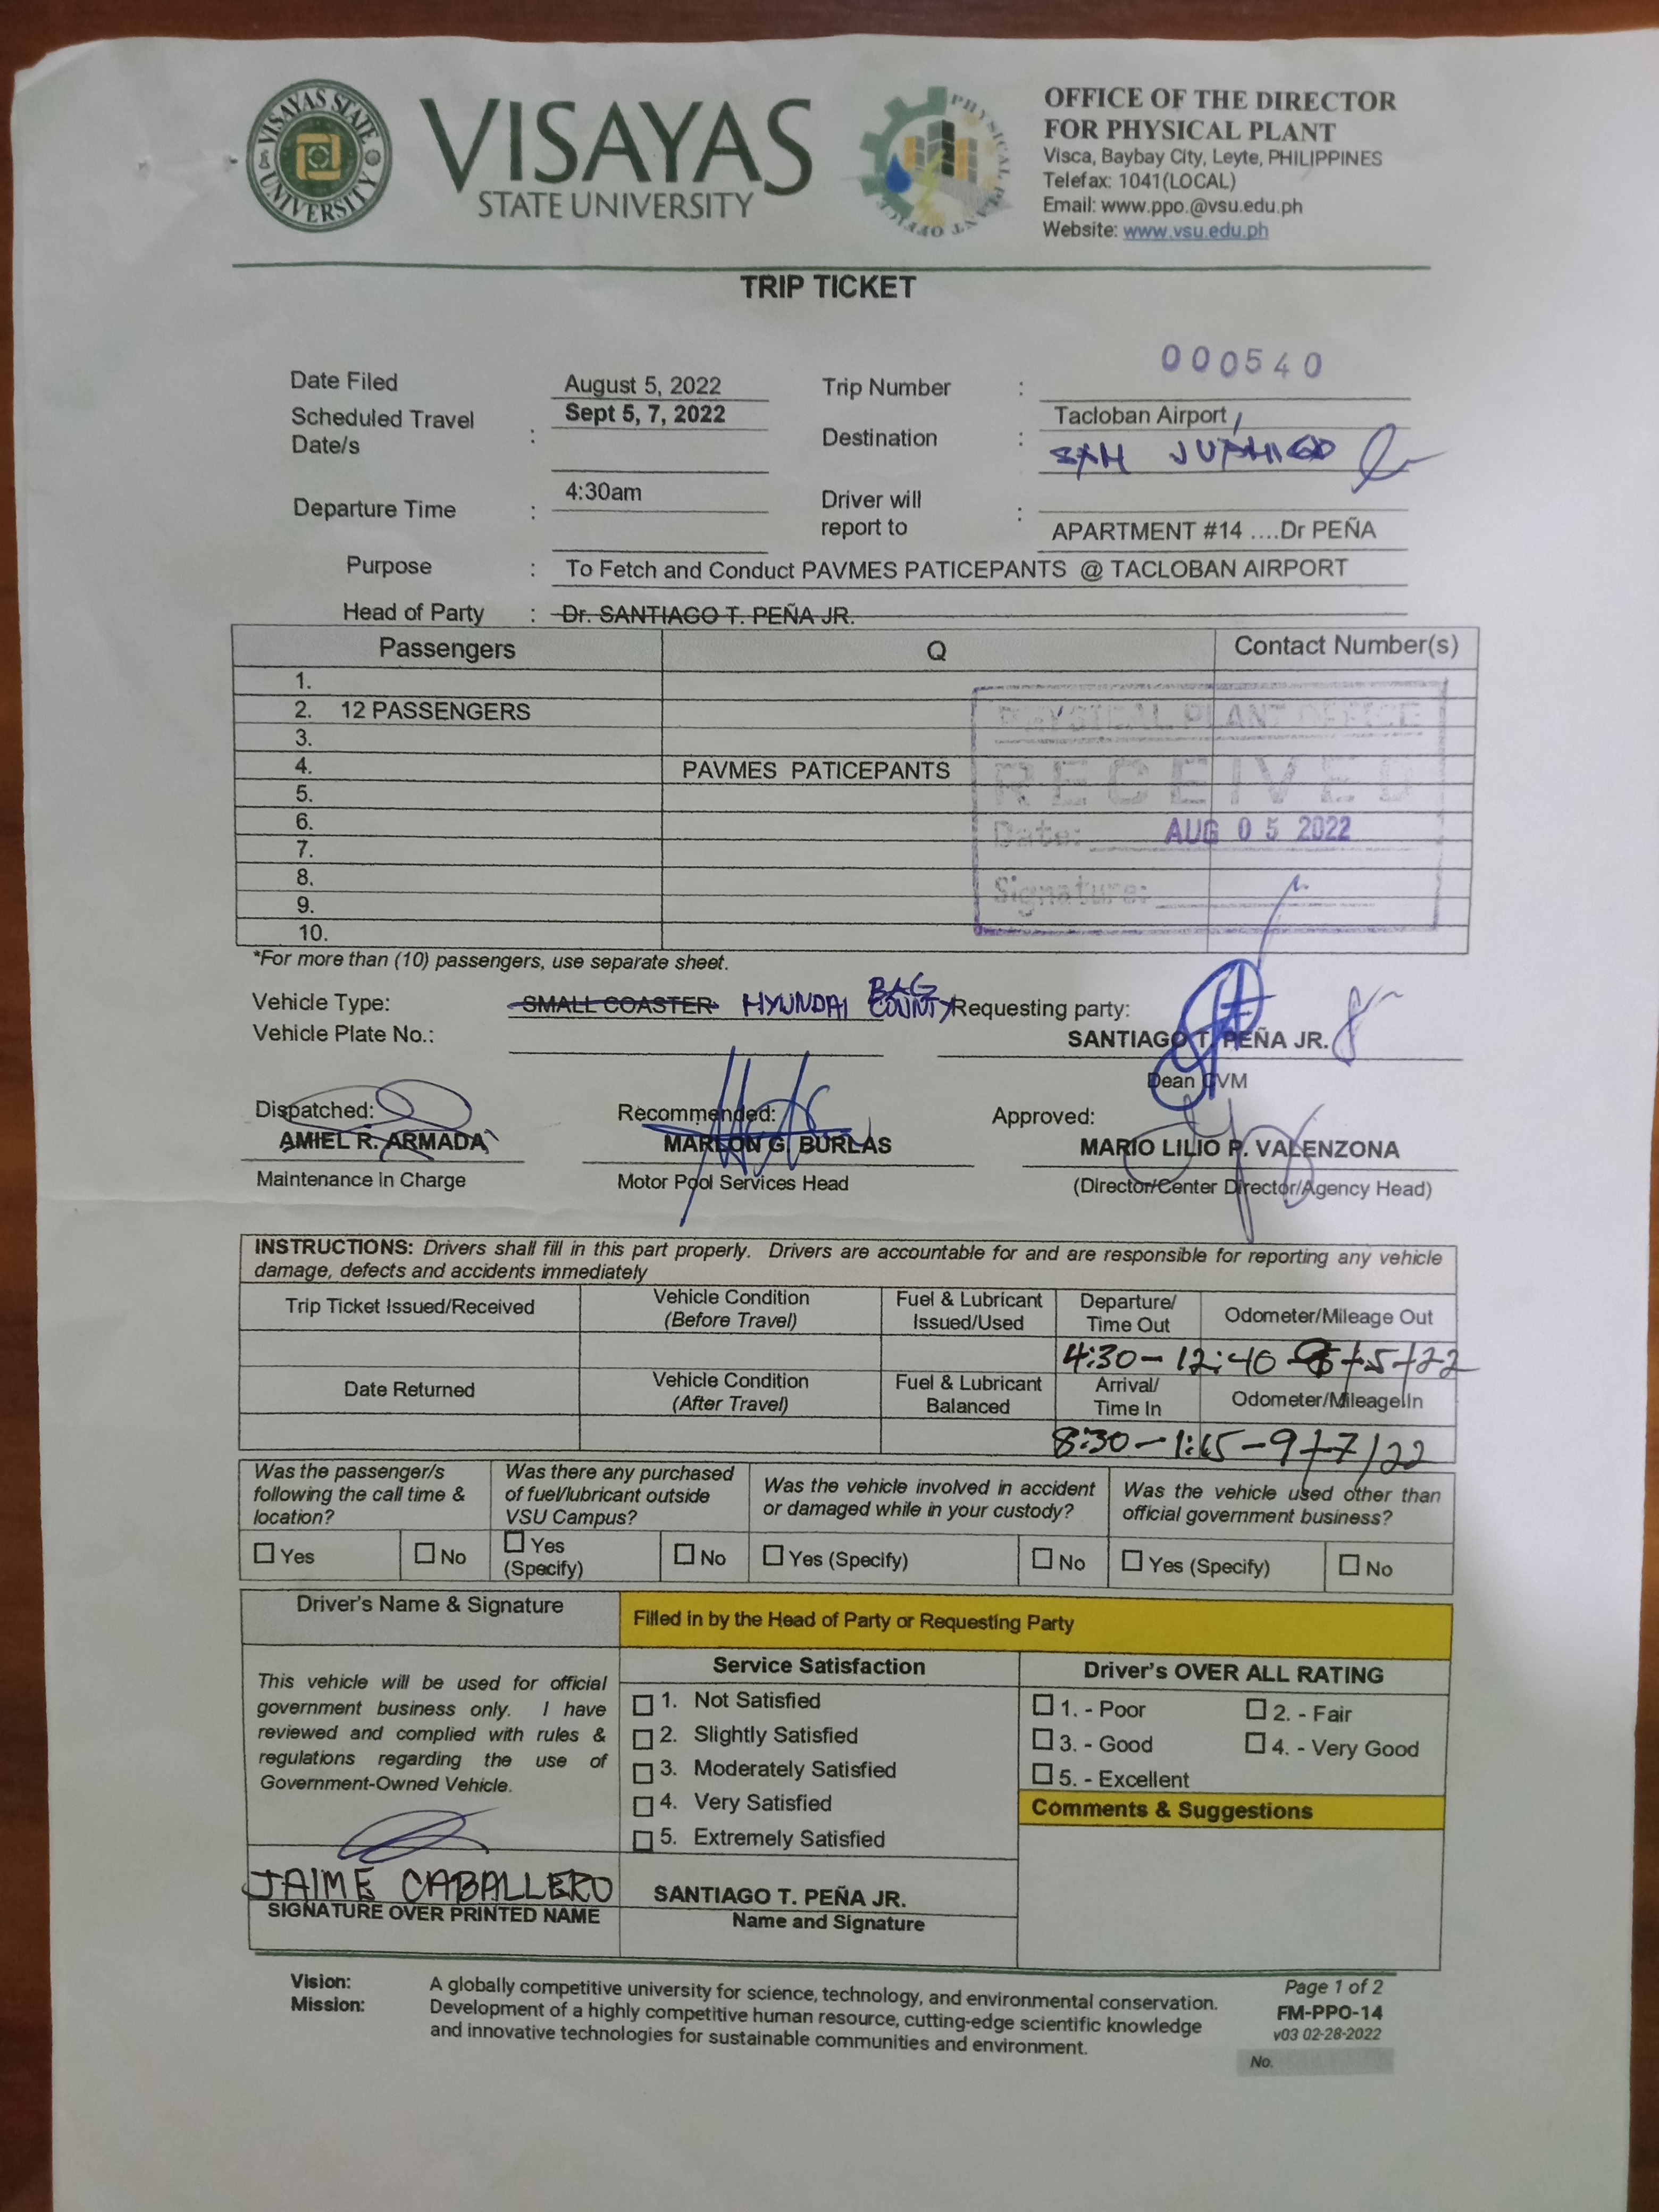 VISAYAS STATE UNIVERSITY
VISAYAS
STATE UNIVERSITY
PHYSICAL PLANT OFFICE
OFFICE OF THE DIRECTOR
FOR PHYSICAL PLANT
Visca, Baybay City, Leyte, PHILIPPINES
Telefax: 1041(LOCAL)
Email: www.ppo.@vsu.edu.ph
Website: www.vsu.edu.ph
TRIP TICKET
000540
Date Filed August 5, 2022 Trip Number :
Scheduled Travel Date/s : Sept 5, 7, 2022
Destination : Tacloban Airport,
SAN JUANICO
Departure Time : 4:30am
Driver will report to : APARTMENT #14 ....Dr PEÑA
Purpose : To Fetch and Conduct PAVMES PATICEPANTS @ TACLOBAN AIRPORT
Head of Party : Dr. SANTIAGO T. PEÑA JR.
Passengers Q Contact Number(s)
1.
2. 12 PASSENGERS
3.
4. PAVMES PATICEPANTS
5.
6.
7.
8.
9.
10.
PHYSICAL PLANT OFFICE
RECEIVED
Date: AUG 05 2022
Signature:
*For more than (10) passengers, use separate sheet.
Vehicle Type: SMALL COASTER HYUNDAI COUNTY Requesting party:
Vehicle Plate No.: SANTIAGO T. PEÑA JR.
Dean CVM
Dispatched: Recommended: Approved:
AMIEL R. ARMADA MARLON G. BURLAS MARIO LILIO P. VALENZONA
Maintenance In Charge Motor Pool Services Head (Director/Center Director/Agency Head)
INSTRUCTIONS: Drivers shall fill in this part properly. Drivers are accountable for and are responsible for reporting any vehicle
damage, defects and accidents immediately
Trip Ticket Issued/Received Vehicle Condition (Before Travel) Fuel & Lubricant Issued/Used Departure/ Time Out Odometer/Mileage Out
4:30 - 12:40 /5/22
Date Returned Vehicle Condition (After Travel) Fuel & Lubricant Balanced Arrival/ Time In Odometer/Mileage In
8:30 - 1:15 - 9/7/22
Was the passenger/s following the call time & location? Was there any purchased of fuel/lubricant outside VSU Campus? Was the vehicle involved in accident or damaged while in your custody? Was the vehicle used other than official government business?
Yes No Yes (Specify) No Yes (Specify) No Yes (Specify) No
Driver's Name & Signature Filled in by the Head of Party or Requesting Party
This vehicle will be used for official
government business only. I have
reviewed and complied with rules &
regulations regarding the use of
Government-Owned Vehicle.
JAIME CABALLERO
SIGNATURE OVER PRINTED NAME
Service Satisfaction
1. Not Satisfied
2. Slightly Satisfied
3. Moderately Satisfied
4. Very Satisfied
5. Extremely Satisfied
SANTIAGO T. PEÑA JR.
Name and Signature
Driver's OVER ALL RATING
1. - Poor 2. - Fair
3. - Good 4. - Very Good
5. - Excellent
Comments & Suggestions
Vision: A globally competitive university for science, technology, and environmental conservation.
Mission: Development of a highly competitive human resource, cutting-edge scientific knowledge
and innovative technologies for sustainable communities and environment.
Page 1 of 2
FM-PPO-14
v03 02-28-2022
No.